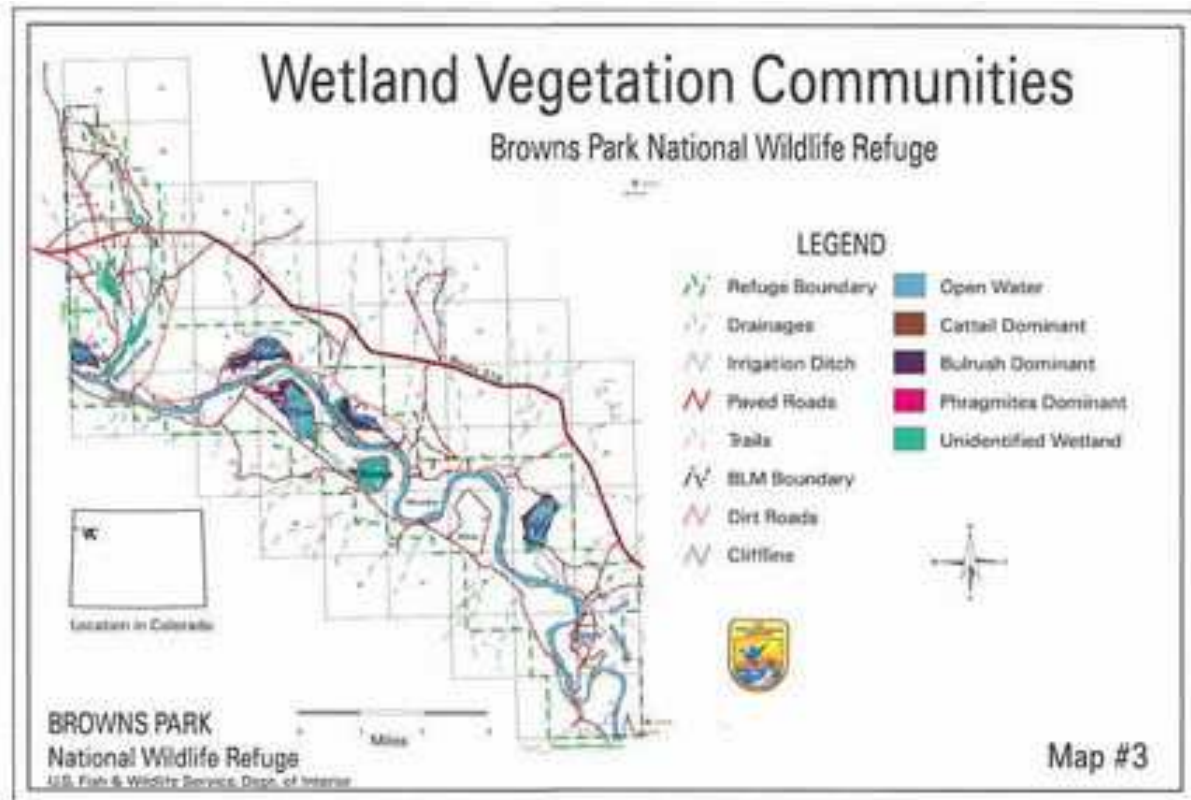 Wetland Vegetation Communities
Browns Park National Wildlife Refuge
LEGEND
Refuge Boundary
Drainages
Irrigation Ditch
Paved Roads
Trails
BLM Boundary
Dirt Roads
Cliffline
Open Water
Cattail Dominant
Bulrush Dominant
Phragmites Dominant
Unidentified Wetland
Location in Colorado
BROWNS PARK
National Wildlife Refuge
U.S. Fish & Wildlife Service, Dept. of Interior
Miles
Map #3